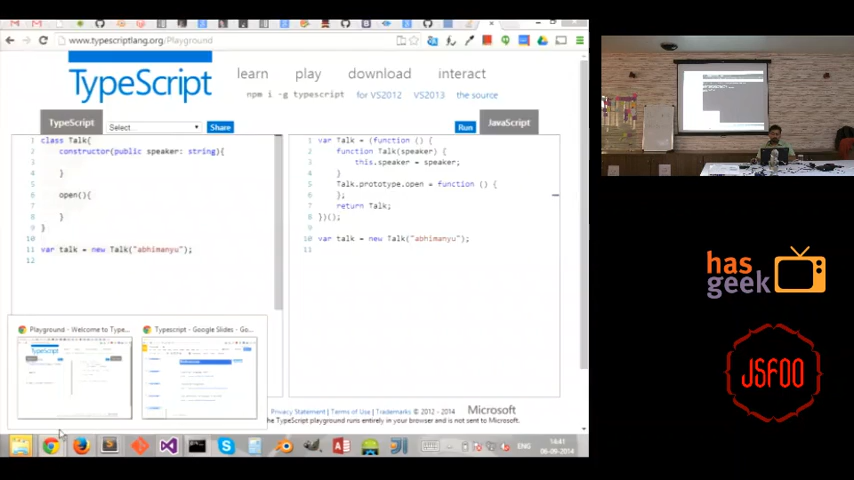 www.typescriptlang.org/Playground
TypeScript
learn play download interact
npm i -g typescript for VS2012 VS2013 the source
TypeScript Select... Share Run JavaScript
1 class Talk{
2 constructor(public speaker: string){
3
4 }
5
6 open(){
7
8 }
9 }
10
11 var talk = new Talk("abhimanyu");
12
1 var Talk = (function () {
2 function Talk(speaker) {
3 this.speaker = speaker;
4 }
5 Talk.prototype.open = function () {
6 };
7 return Talk;
8 })();
9
10 var talk = new Talk("abhimanyu");
11
Playground - Welcome to Type...
Typescript - Google Slides - Go...
Privacy Statement | Terms of Use | Trademarks © 2012 - 2014 Microsoft
The TypeScript playground runs entirely in your browser and is not sent to Microsoft.
ENG
14:41
06-09-2014
has
geek
JSFOO